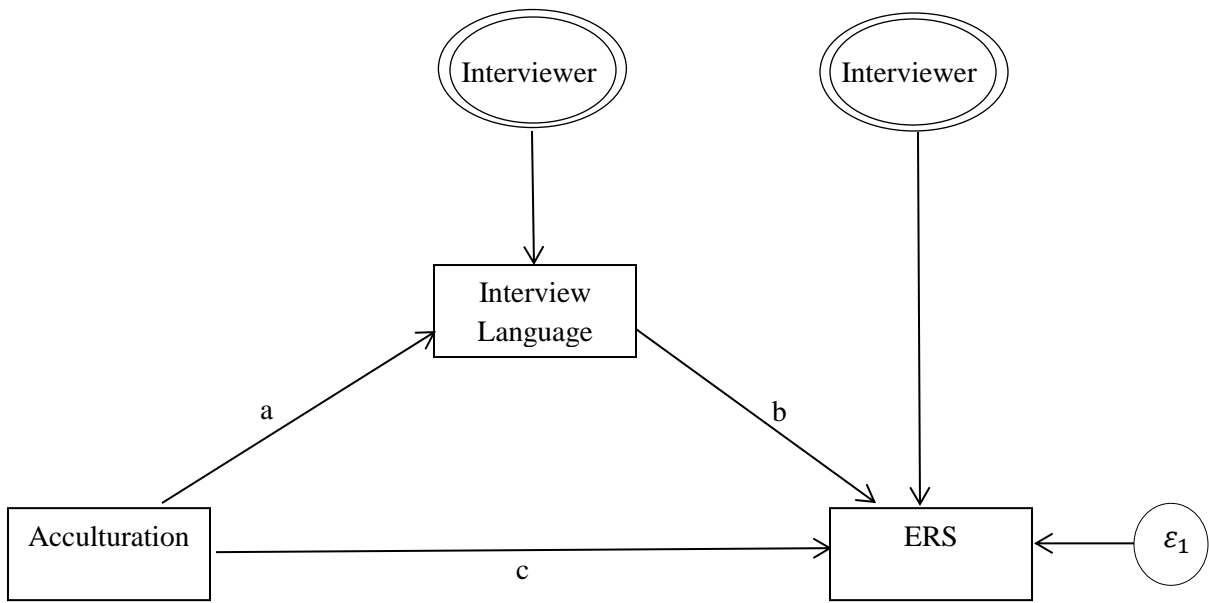 Interviewer
Interviewer
Interview
Language
a
b
Acculturation
ERS
ε₁
c